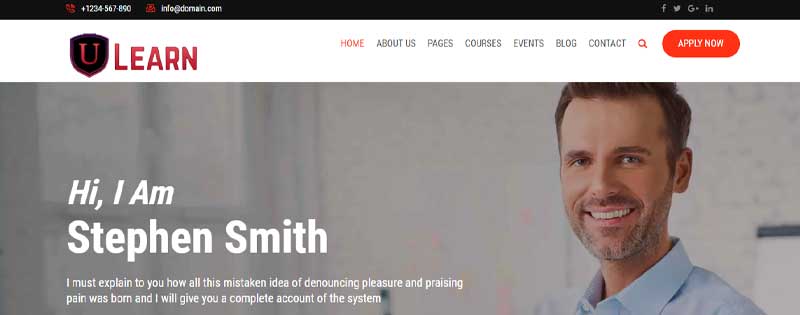 +1234-567-890 info@domain.com
U LEARN
HOME ABOUT US PAGES COURSES EVENTS BLOG CONTACT APPLY NOW
Hi, I Am
Stephen Smith
I must explain to you how all this mistaken idea of denouncing pleasure and praising
pain was born and I will give you a complete account of the system